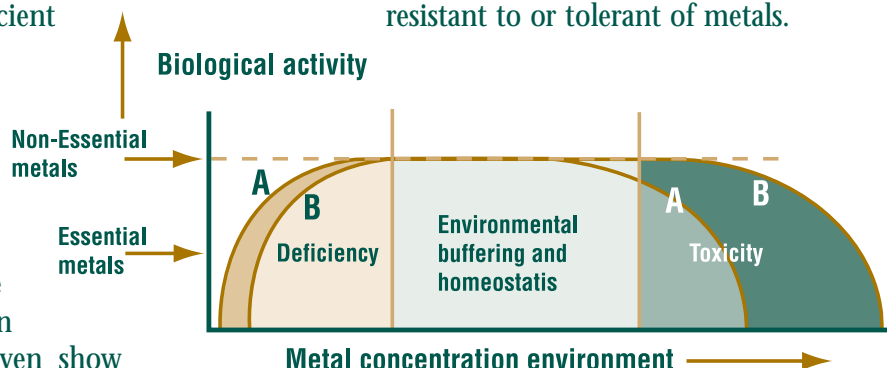 cient
resistant to or tolerant of metals.
Biological activity
Non-Essential
metals
A
B
A
B
Essential
metals
Deficiency
Environmental
buffering and
homeostatis
Toxicity
n
ven show
Metal concentration environment